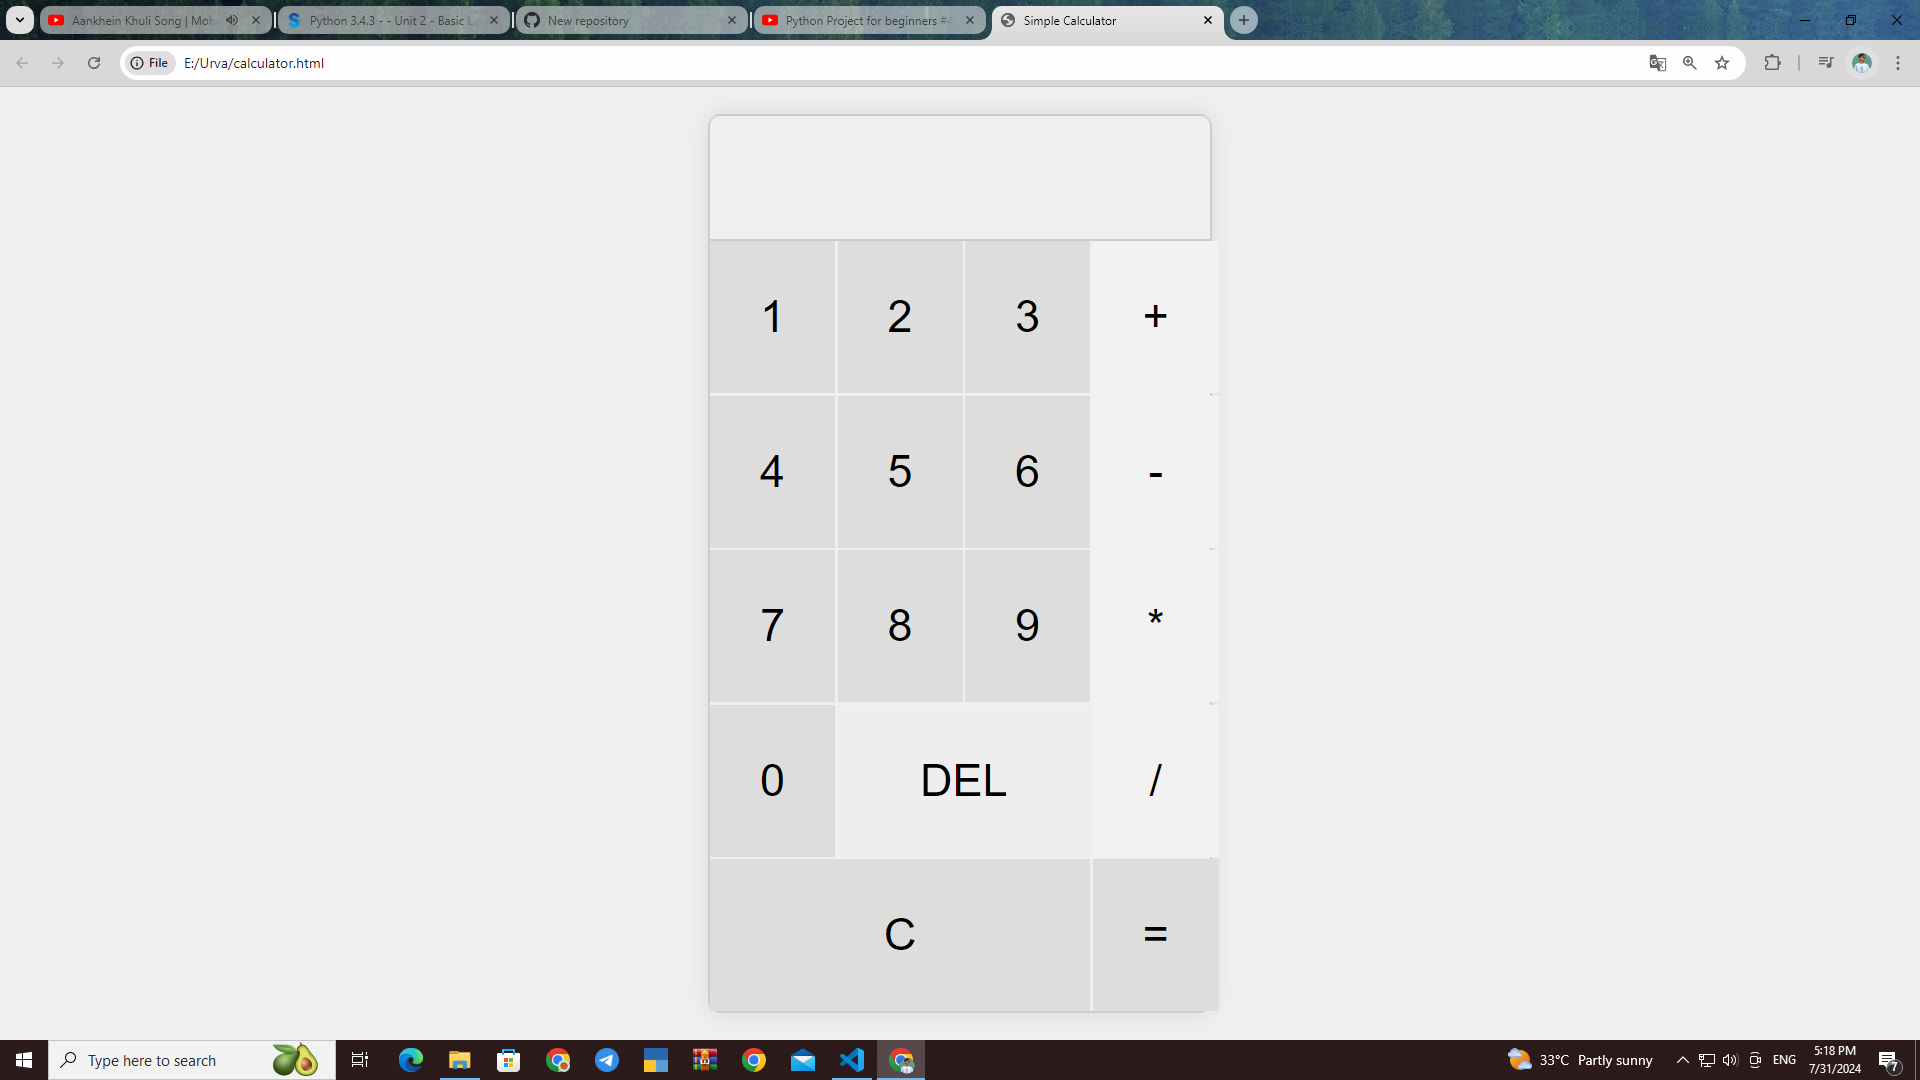 Aankhein Khuli Song | Moh
Python 3.4.3 - - Unit 2 - Basic L
New repository
Python Project for beginners #
Simple Calculator
File
E:/Urva/calculator.html
1 2 3 +
4 5 6 -
7 8 9 *
0 DEL /
C =
Type here to search
33°C Partly sunny
ENG
5:18 PM
7/31/2024
7